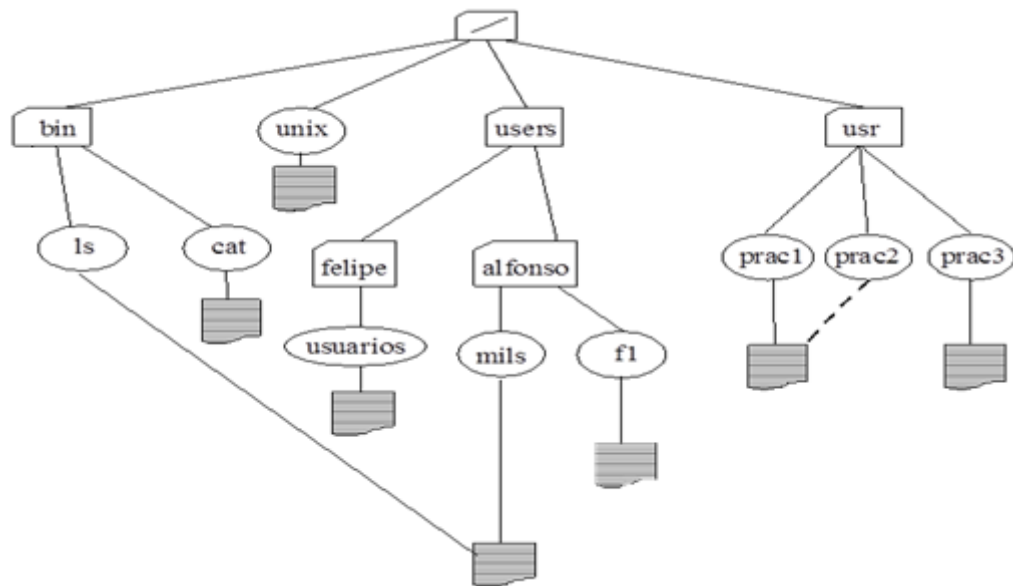 /
bin
unix
users
usr
ls
cat
felipe
alfonso
prac1
prac2
prac3
usuarios
mils
f1